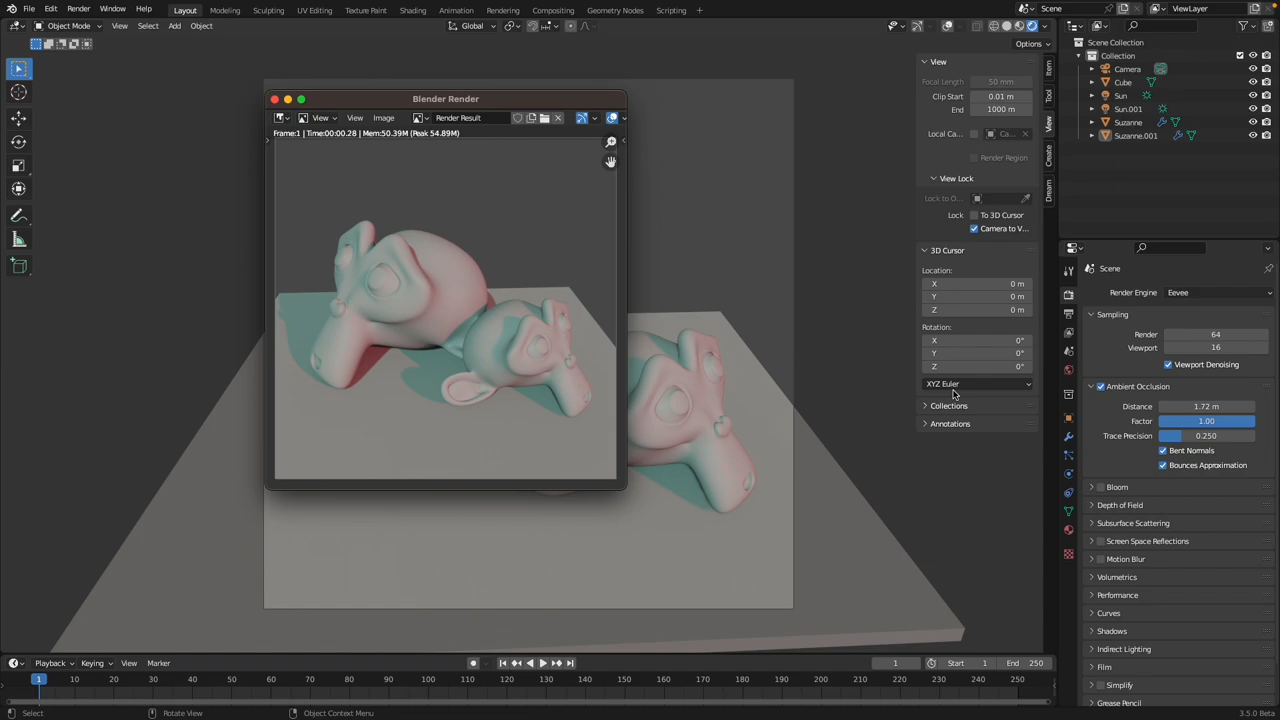 File Edit Render Window Help Layout Modeling Sculpting UV Editing Texture Paint Shading Animation Rendering Compositing Geometry Nodes Scripting Scene ViewLayer
Object Mode View Select Add Object Global
Options
View
Focal Length 50 mm
Clip Start 0.01 m
End 1000 m
Local Ca... Ca...
Render Region
View Lock
Lock to O...
Lock To 3D Cursor
Camera to V...
3D Cursor
Location:
X 0 m
Y 0 m
Z 0 m
Rotation:
X 0°
Y 0°
Z 0°
XYZ Euler
Collections
Annotations
Item
Tool
View
Create
Dream
Blender Render
View View Image Render Result
Frame:1 | Time:00:00.28 | Mem:50.39M (Peak 54.89M)
Scene Collection
Collection
Camera
Cube
Sun
Sun.001
Suzanne
Suzanne.001
Scene
Render Engine Eevee
Sampling
Render 64
Viewport 16
Viewport Denoising
Ambient Occlusion
Distance 1.72 m
Factor 1.00
Trace Precision 0.250
Bent Normals
Bounces Approximation
Bloom
Depth of Field
Subsurface Scattering
Screen Space Reflections
Motion Blur
Volumetrics
Performance
Curves
Shadows
Indirect Lighting
Film
Simplify
Grease Pencil
Playback Keying View Marker 1 Start 1 End 250
1 10 20 30 40 50 60 70 80 90 100 110 120 130 140 150 160 170 180 190 200 210 220 230 240 250
Select Rotate View Object Context Menu 3.5.0 Beta